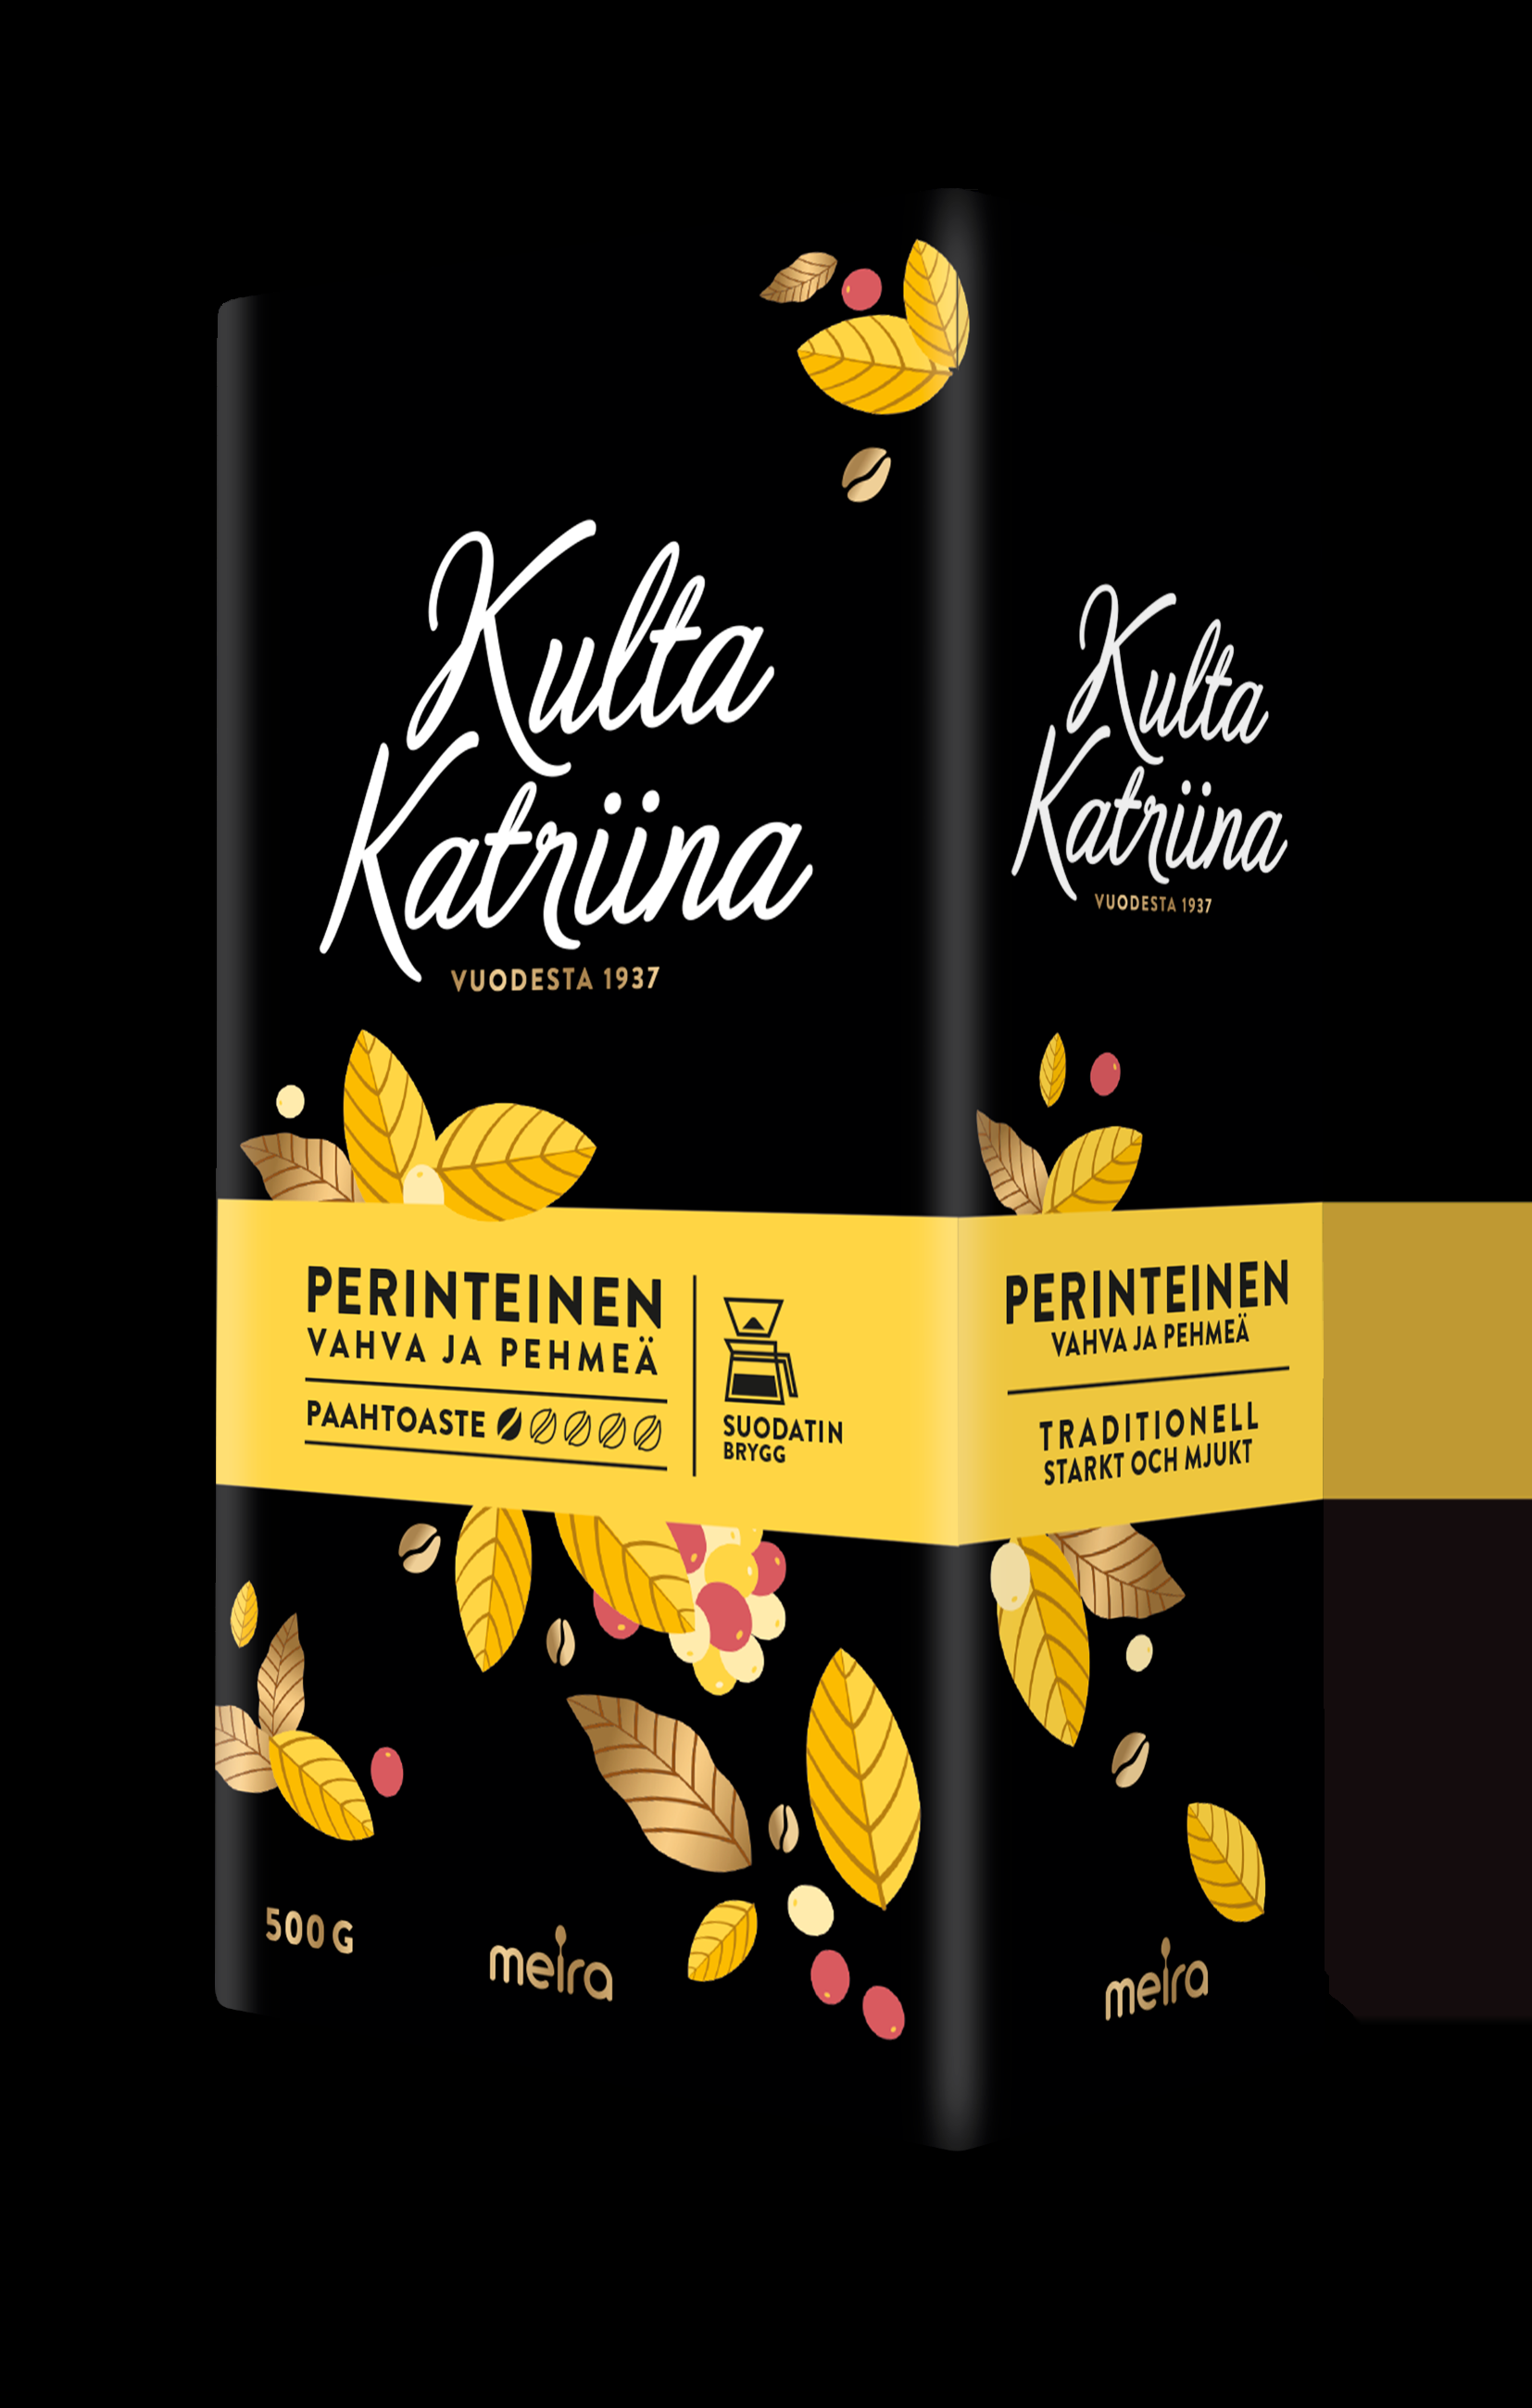 Kulta
Katriina
VUODESTA 1937
PERINTEINEN
VAHVA JA PEHMEÄ
PAAHTOASTE
SUODATIN
BRYGG
500 G
meira
Kulta
Katriina
VUODESTA 1937
PERINTEINEN
VAHVA JA PEHMEÄ
TRADITIONELL
STARKT OCH MJUKT
meira